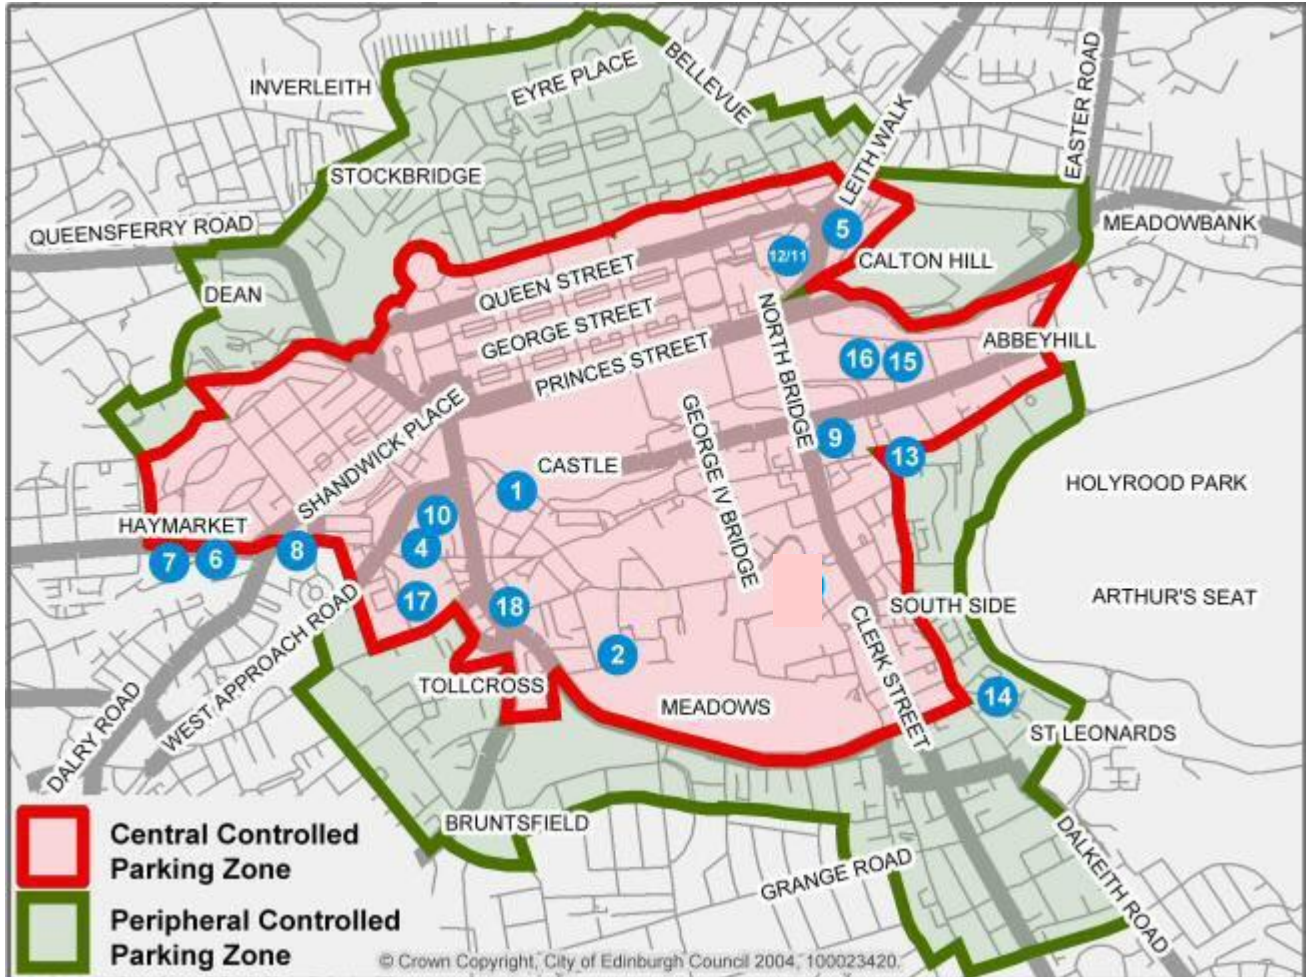 EYRE PLACE
BELLEVUE
INVERLEITH
LEITH WALK
EASTER ROAD
STOCKBRIDGE
QUEENSFERRY ROAD
MEADOWBANK
5
12/11
CALTON HILL
DEAN
QUEEN STREET
GEORGE STREET
PRINCES STREET
NORTH BRIDGE
ABBEYHILL
16
15
SHANDWICK PLACE
GEORGE IV BRIDGE
9
13
CASTLE
1
HOLYROOD PARK
HAYMARKET
10
4
7
6
8
17
18
SOUTH SIDE
ARTHUR'S SEAT
WEST APPROACH ROAD
CLERK STREET
2
TOLLCROSS
MEADOWS
14
ST LEONARDS
DALRY ROAD
BRUNTSFIELD
GRANGE ROAD
DALKEITH ROAD
Central Controlled
Parking Zone
Peripheral Controlled
Parking Zone
© Crown Copyright, City of Edinburgh Council 2004, 100023420.